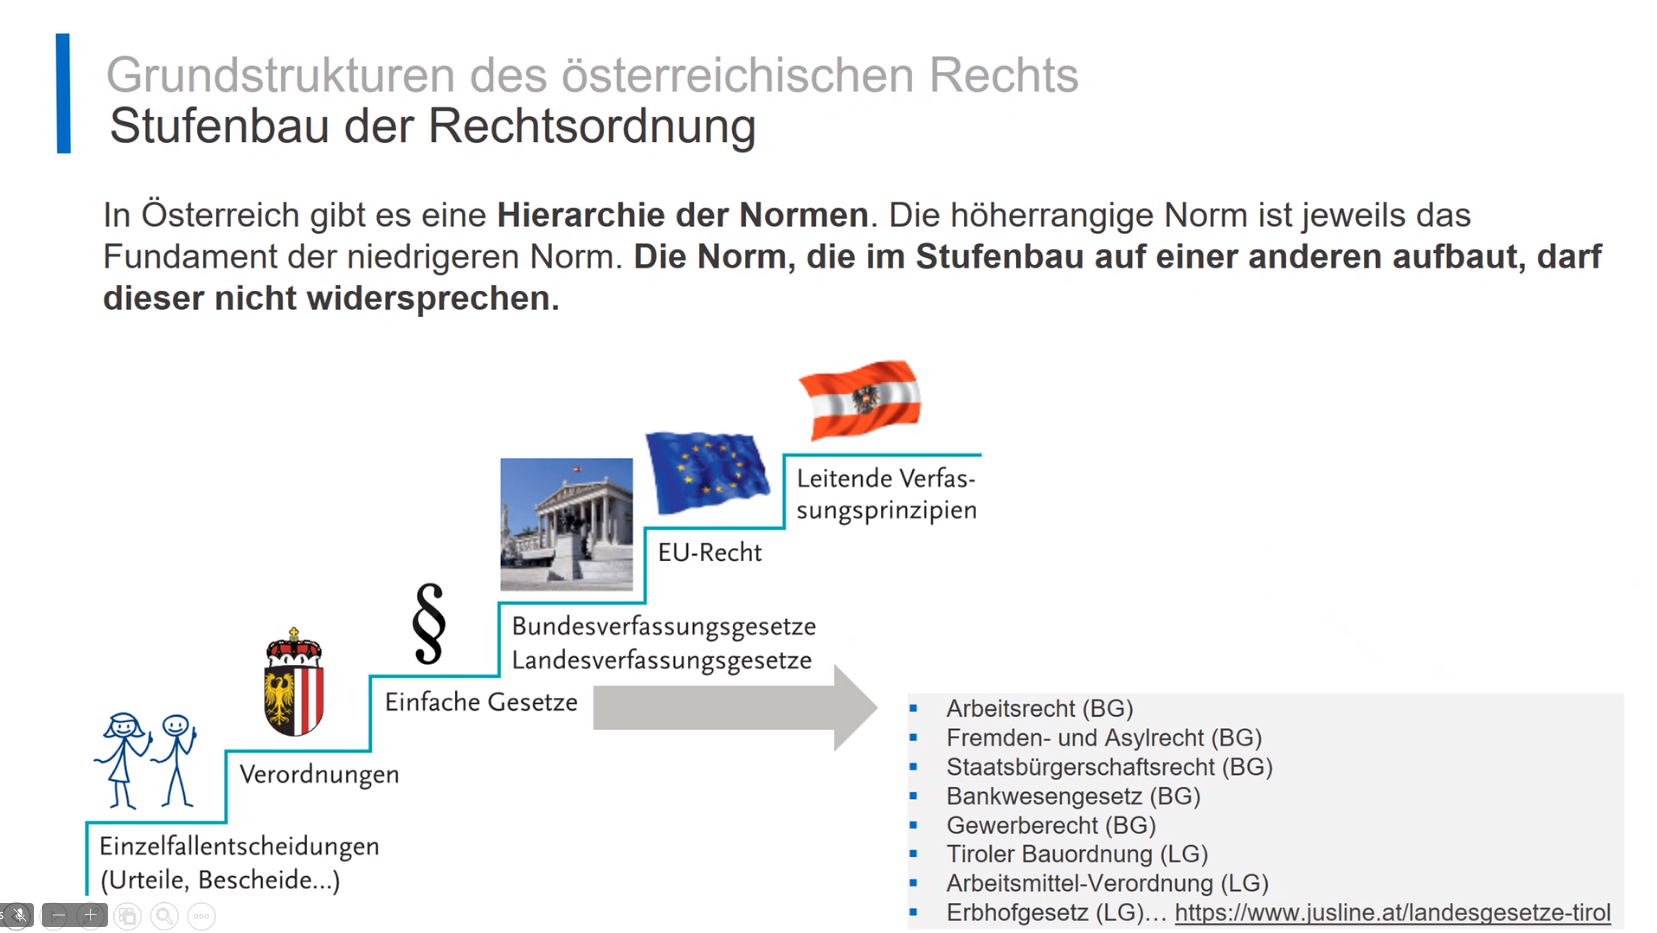 Grundstrukturen des österreichischen Rechts
Stufenbau der Rechtsordnung
In Österreich gibt es eine Hierarchie der Normen. Die höherrangige Norm ist jeweils das
Fundament der niedrigeren Norm. Die Norm, die im Stufenbau auf einer anderen aufbaut, darf
dieser nicht widersprechen.
Leitende Verfas-
sungsprinzipien
EU-Recht
Bundesverfassungsgesetze
Landesverfassungsgesetze
§
Einfache Gesetze
Verordnungen
Einzelfallentscheidungen
(Urteile, Bescheide...)
▪ Arbeitsrecht (BG)
▪ Fremden- und Asylrecht (BG)
▪ Staatsbürgerschaftsrecht (BG)
▪ Bankwesengesetz (BG)
▪ Gewerberecht (BG)
▪ Tiroler Bauordnung (LG)
▪ Arbeitsmittel-Verordnung (LG)
▪ Erbhofgesetz (LG)… https://www.jusline.at/landesgesetze-tirol